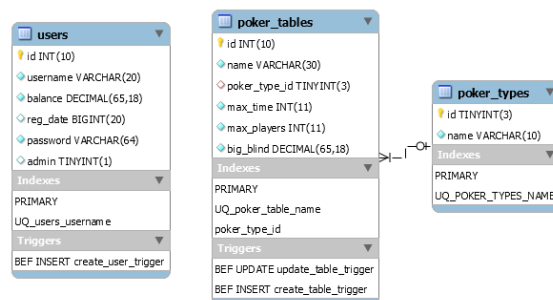 users
id INT(10)
username VARCHAR(20)
balance DECIMAL(65,18)
reg_date BIGINT(20)
password VARCHAR(64)
admin TINYINT(1)
Indexes
PRIMARY
UQ_users_username
Triggers
BEF INSERT create_user_trigger
poker_tables
id INT(10)
name VARCHAR(30)
poker_type_id TINYINT(3)
max_time INT(11)
max_players INT(11)
big_blind DECIMAL(65,18)
Indexes
PRIMARY
UQ_poker_table_name
poker_type_id
Triggers
BEF UPDATE update_table_trigger
BEF INSERT create_table_trigger
poker_types
id TINYINT(3)
name VARCHAR(10)
Indexes
PRIMARY
UQ_POKER_TYPES_NAME